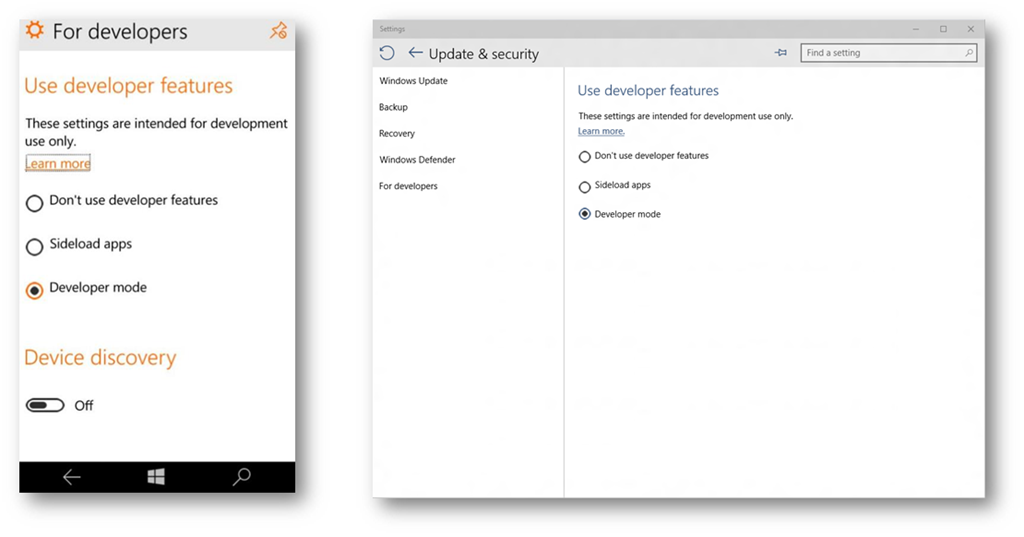 For developers
Use developer features
These settings are intended for development
use only.
Learn more
Don't use developer features
Sideload apps
Developer mode
Device discovery
Off
Settings
Update & security
Find a setting
Windows Update
Backup
Recovery
Windows Defender
For developers
Use developer features
These settings are intended for development use only.
Learn more.
Don't use developer features
Sideload apps
Developer mode